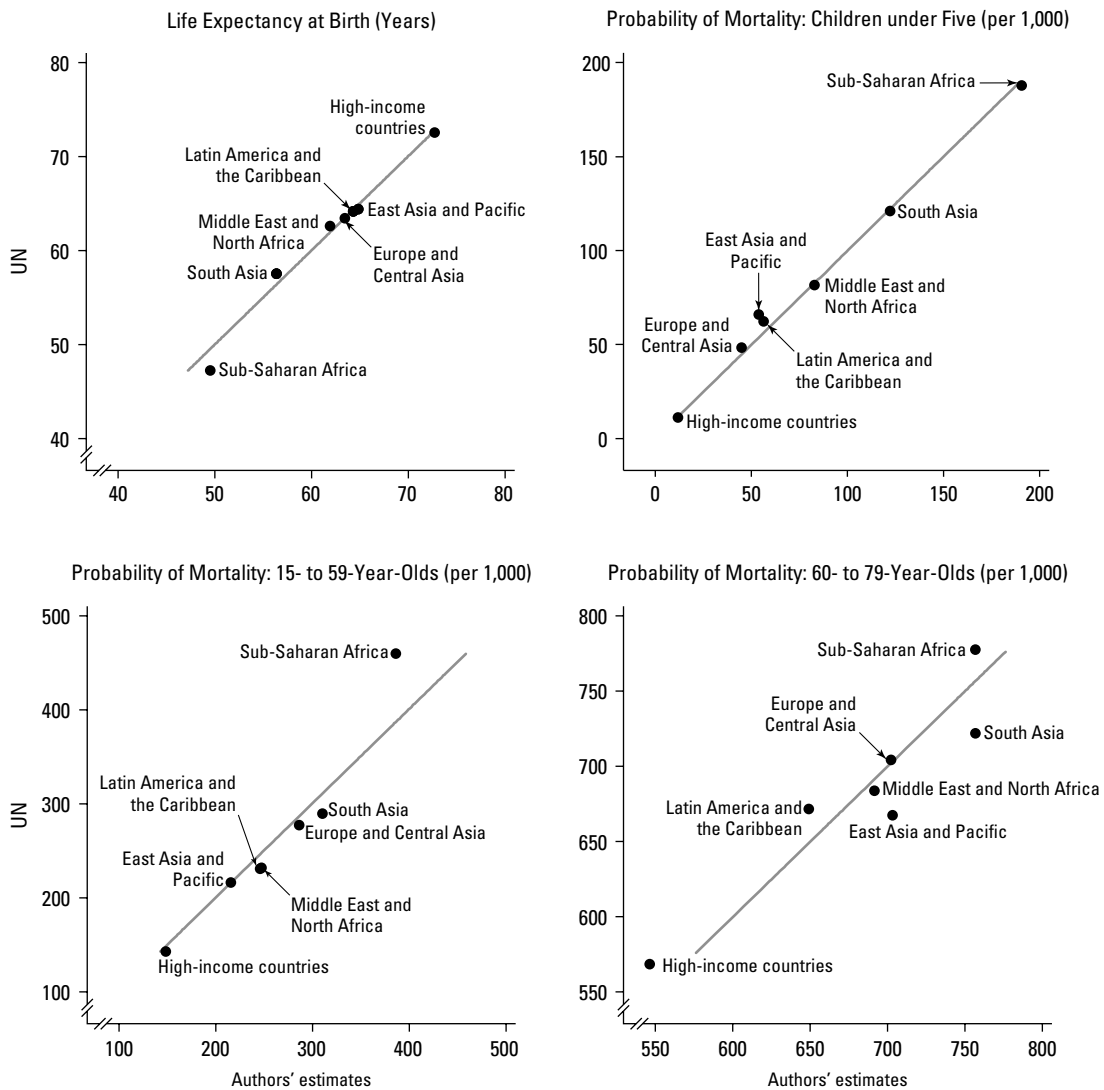 Life Expectancy at Birth (Years)
80
70
60
50
40
UN
High-income
countries
Latin America and
the Caribbean
East Asia and Pacific
Middle East and
North Africa
Europe and
Central Asia
South Asia
Sub-Saharan Africa
40
50
60
70
80
Probability of Mortality: Children under Five (per 1,000)
200
150
100
50
0
Sub-Saharan Africa
South Asia
East Asia and
Pacific
Middle East and
North Africa
Europe and
Central Asia
Latin America and
the Caribbean
High-income countries
0
50
100
150
200
Probability of Mortality: 15- to 59-Year-Olds (per 1,000)
500
400
300
200
100
UN
Sub-Saharan Africa
Latin America and
the Caribbean
South Asia
Europe and Central Asia
East Asia and
Pacific
Middle East and
North Africa
High-income countries
100
200
300
400
500
Authors' estimates
Probability of Mortality: 60- to 79-Year-Olds (per 1,000)
800
750
700
650
600
550
Sub-Saharan Africa
Europe and
Central Asia
South Asia
Middle East and North Africa
Latin America and
the Caribbean
East Asia and Pacific
High-income countries
550
600
650
700
750
800
Authors' estimates